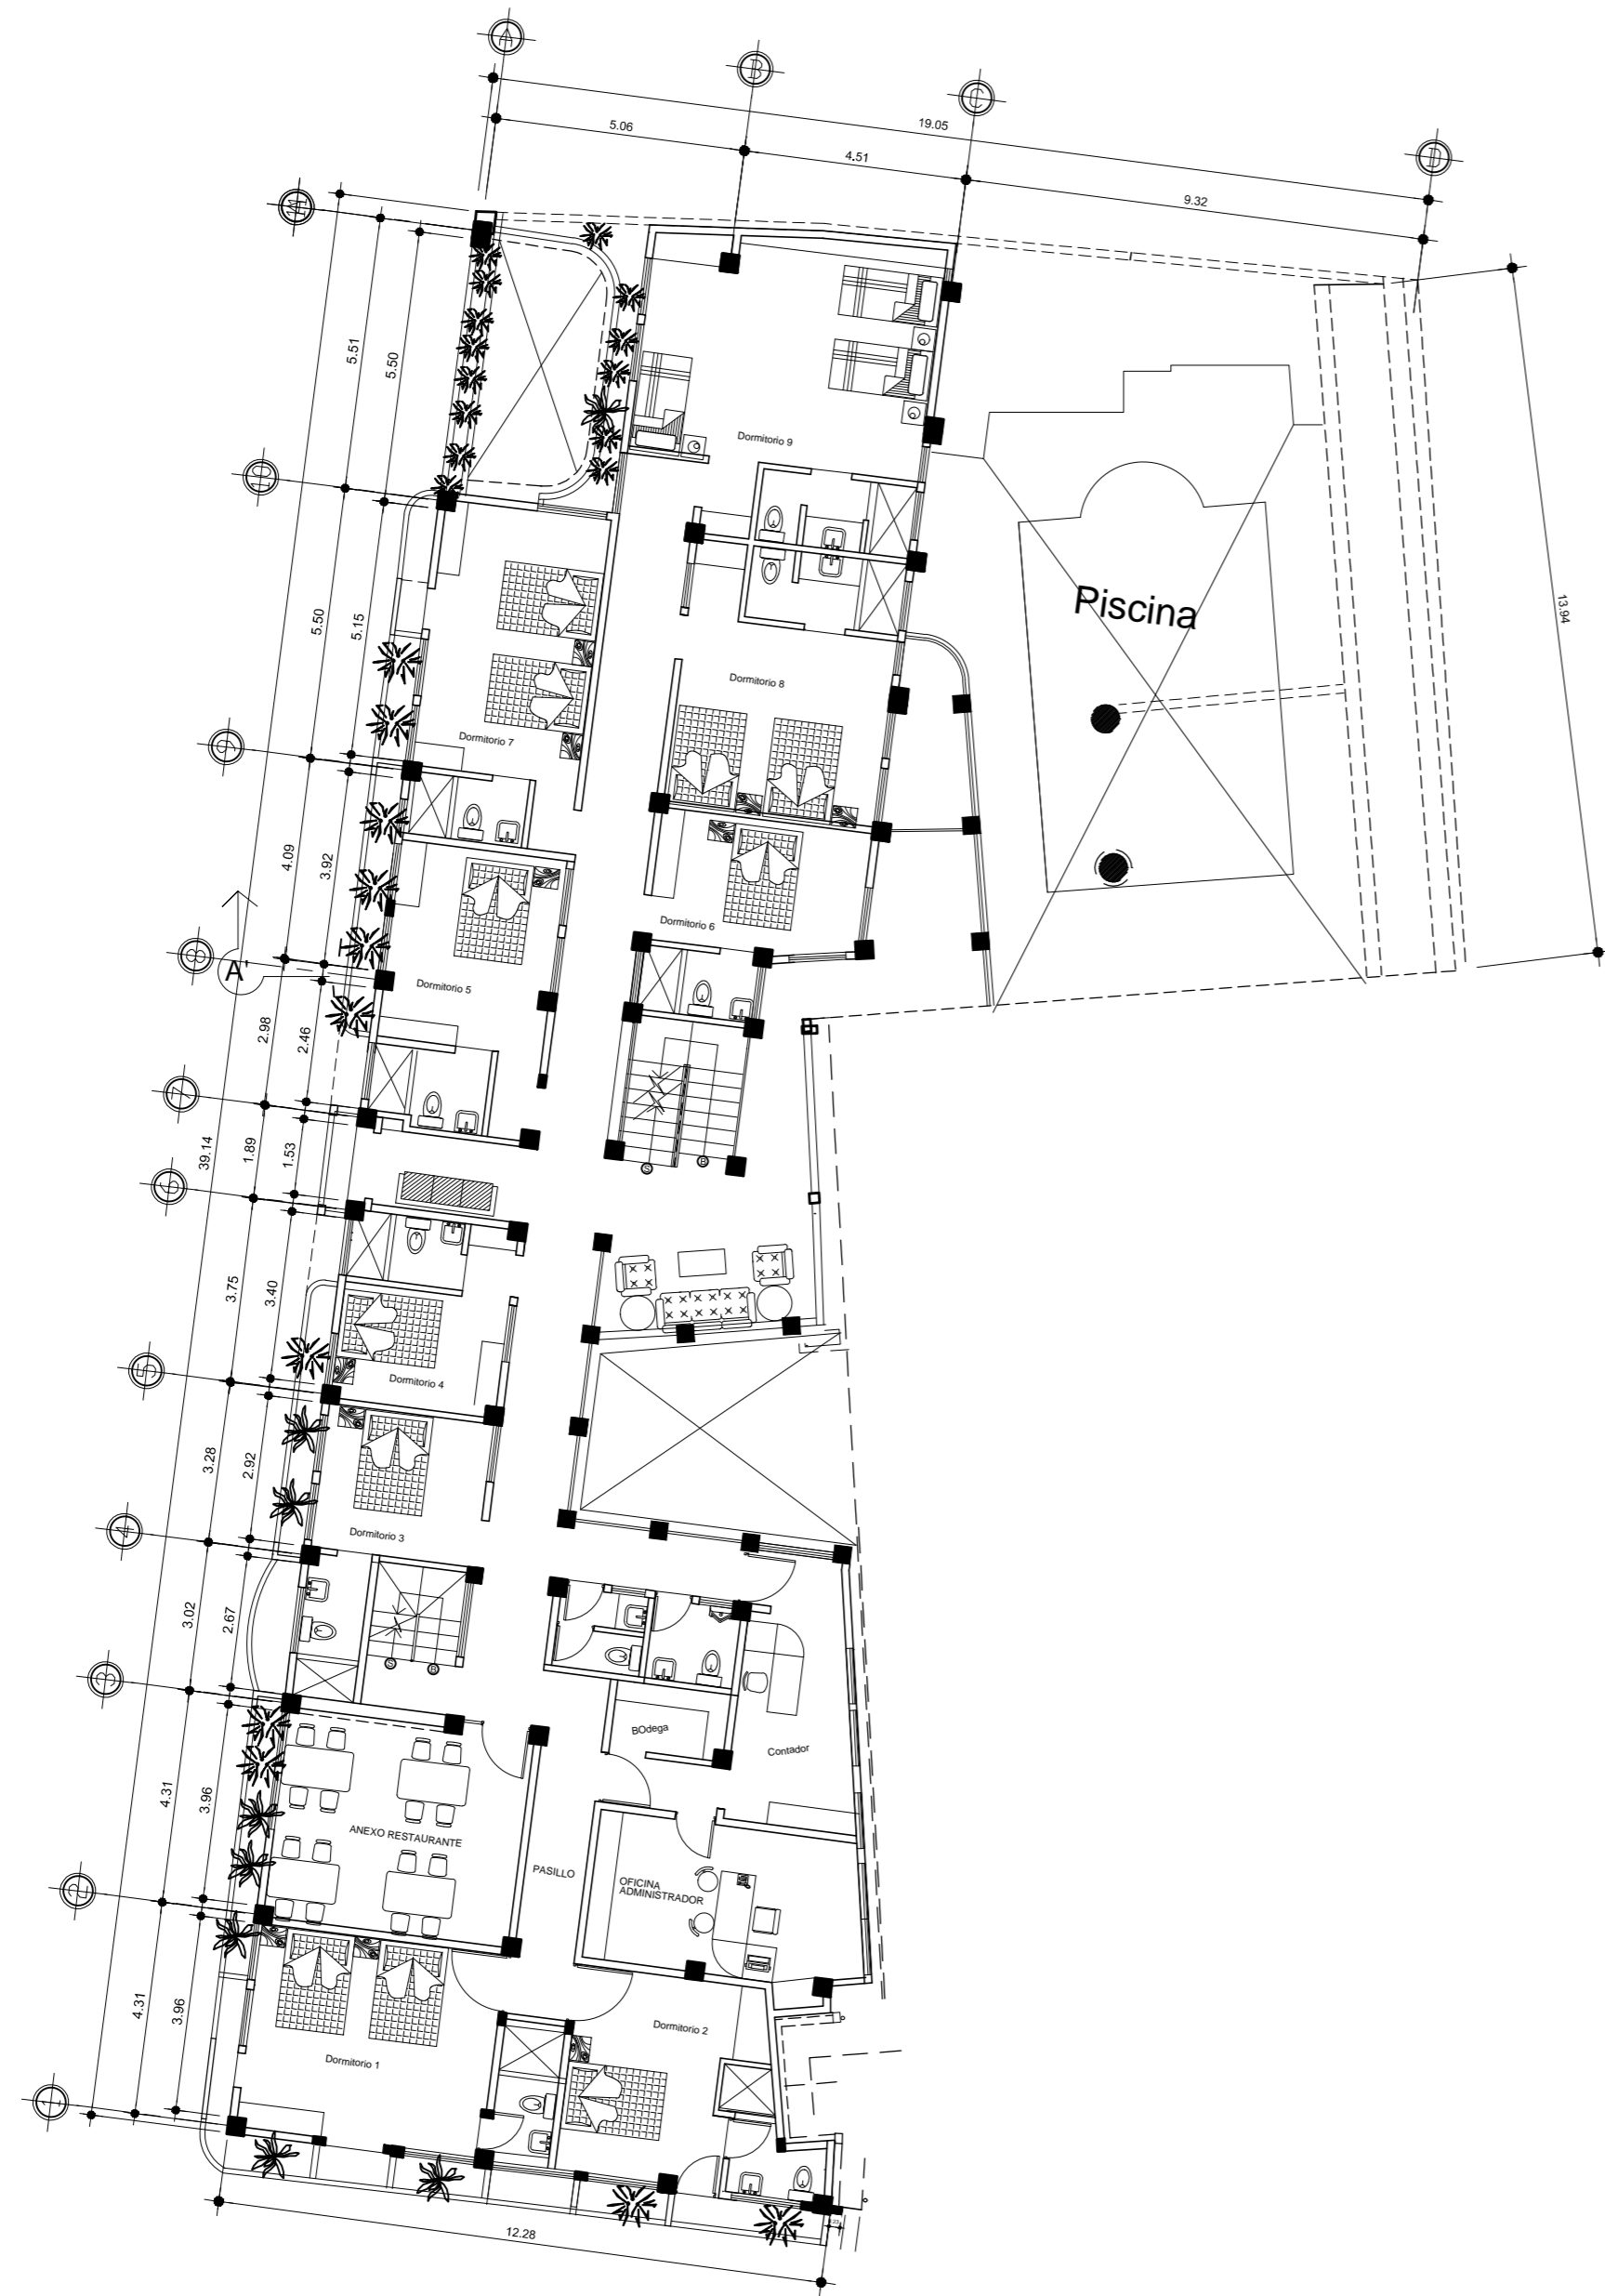 A
B
C
D
19.05
5.06
4.51
9.32
11
5.51
5.50
13.94
10
Dormitorio 9
5.50
5.15
Piscina
Dormitorio 8
9
Dormitorio 7
4.09
3.92
Dormitorio 6
8
A'
Dormitorio 5
2.98
2.46
7
39.14
1.89
1.53
S
B
6
3.75
3.40
5
Dormitorio 4
3.28
2.92
4
Dormitorio 3
3.02
2.67
S
B
3
BOdega
Contador
4.31
3.96
ANEXO RESTAURANTE
PASILLO
OFICINA
ADMINISTRADOR
2
4.31
3.96
Dormitorio 2
Dormitorio 1
1
12.28